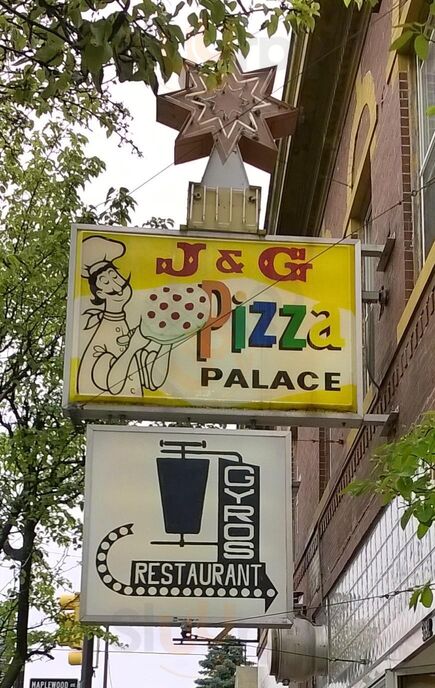 J & G
Pizza
PALACE
GYROS
RESTAURANT
MAPLEWOOD